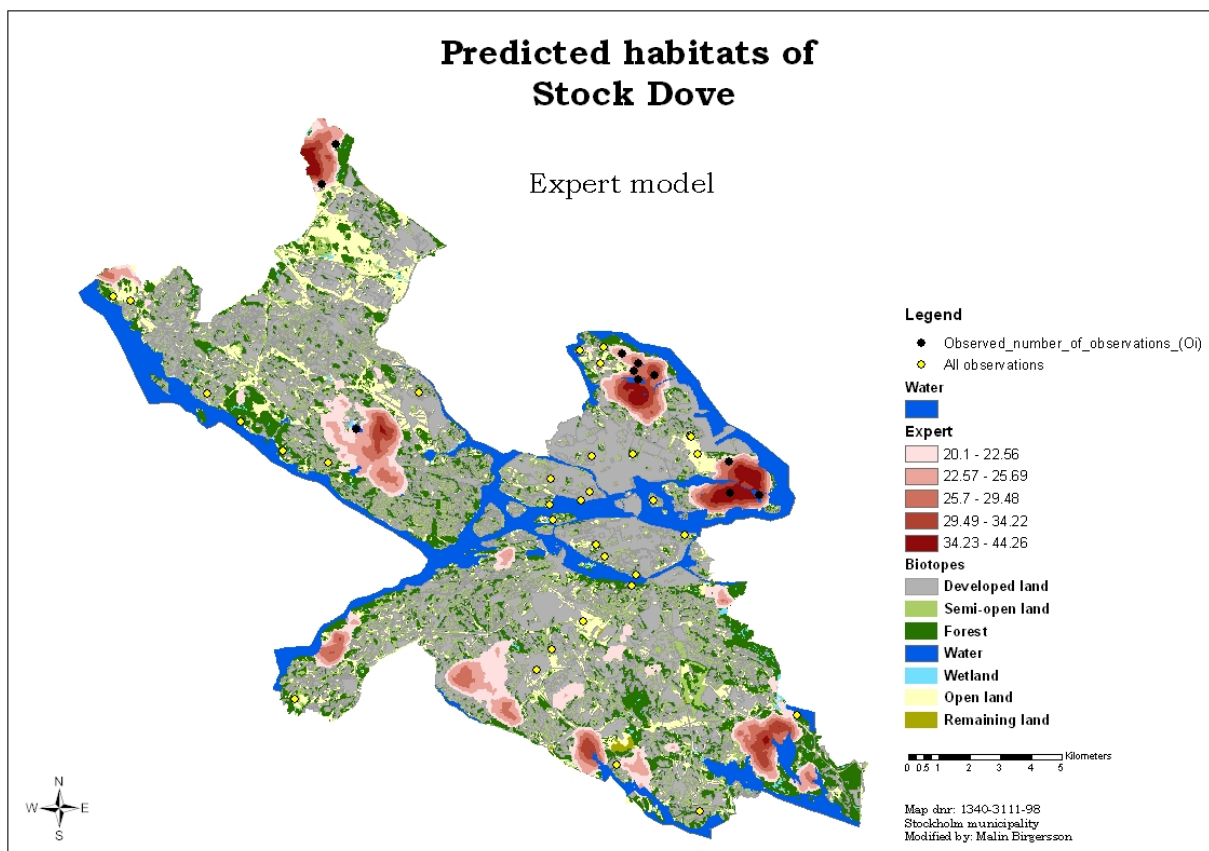 Predicted habitats of
Stock Dove
Expert model
Legend
Observed_number_of_observations_(Oi)
All observations
Water
Expert
20.1 - 22.56
22.57 - 25.69
25.7 - 29.48
29.49 - 34.22
34.23 - 44.26
Biotopes
Developed land
Semi-open land
Forest
Water
Wetland
Open land
Remaining land
Kilometers
0 0.5 1 2 3 4 5
N
W E
S
Map dnr: 1340-3111-98
Stockholm municipality
Modified by: Malin Birgersson